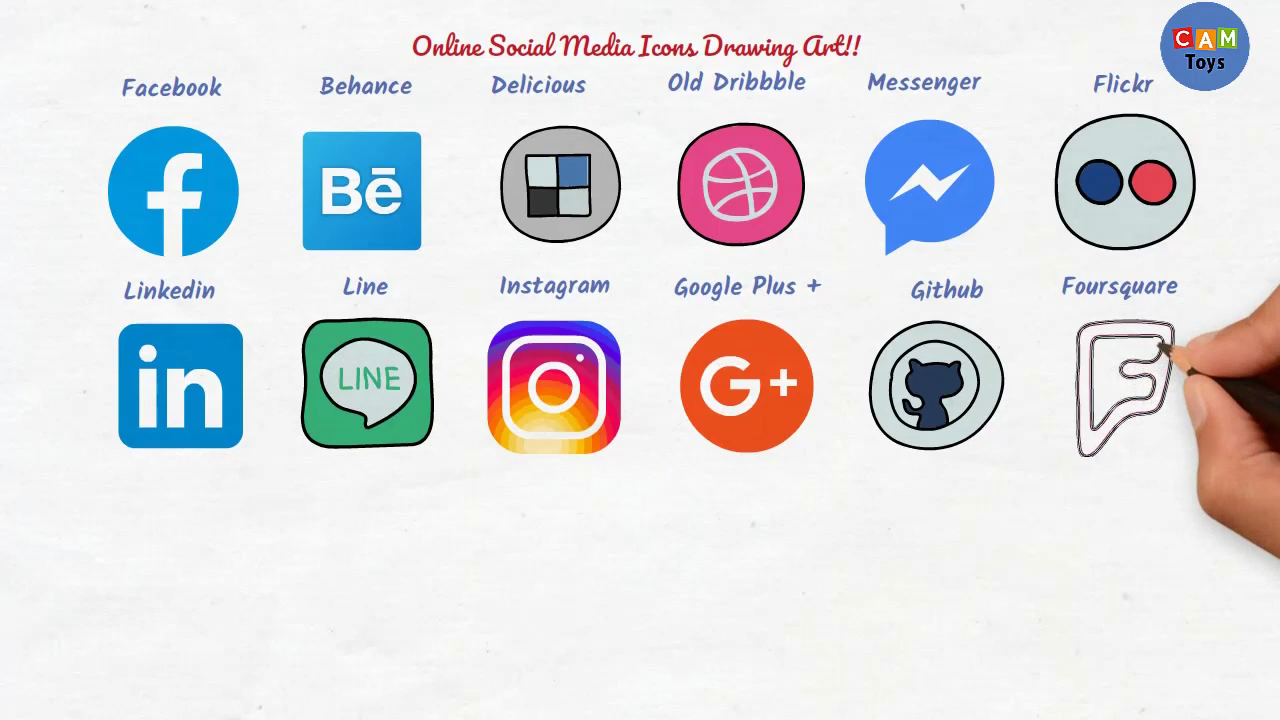 CAM
Toys
Online Social Media Icons Drawing Art!!
Facebook Behance Delicious Old Dribbble Messenger Flickr
f Bē
Linkedin Line Instagram Google Plus + Github Foursquare
in LINE G+ F